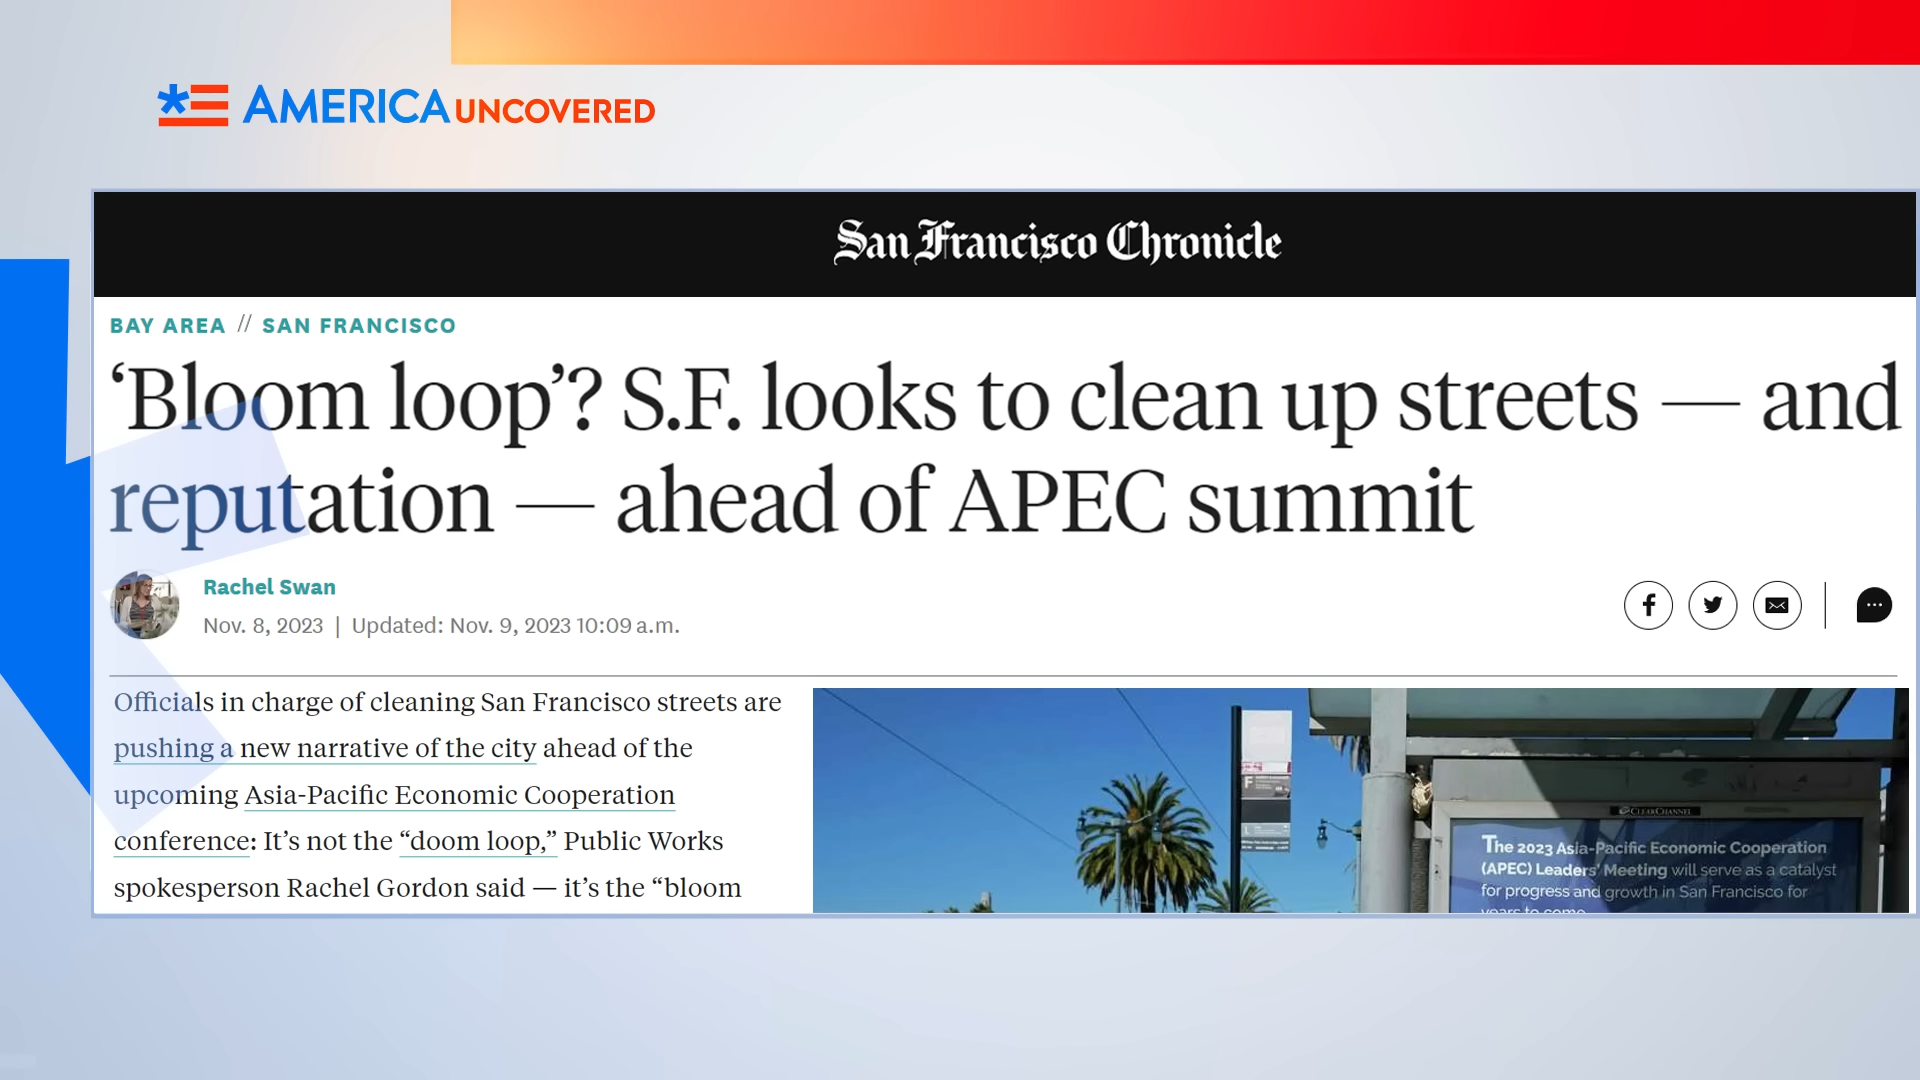 AMERICA UNCOVERED
San Francisco Chronicle
BAY AREA // SAN FRANCISCO
‘Bloom loop’? S.F. looks to clean up streets — and
reputation — ahead of APEC summit
Rachel Swan
Nov. 8, 2023 | Updated: Nov. 9, 2023 10:09 a.m.
Officials in charge of cleaning San Francisco streets are
pushing a new narrative of the city ahead of the
upcoming Asia-Pacific Economic Cooperation
conference: It’s not the “doom loop,” Public Works
spokesperson Rachel Gordon said — it’s the “bloom
CLEARCHANNEL
The 2023 Asia-Pacific Economic Cooperation
(APEC) Leaders' Meeting will serve as a catalyst
for progress and growth in San Francisco for
years to come.